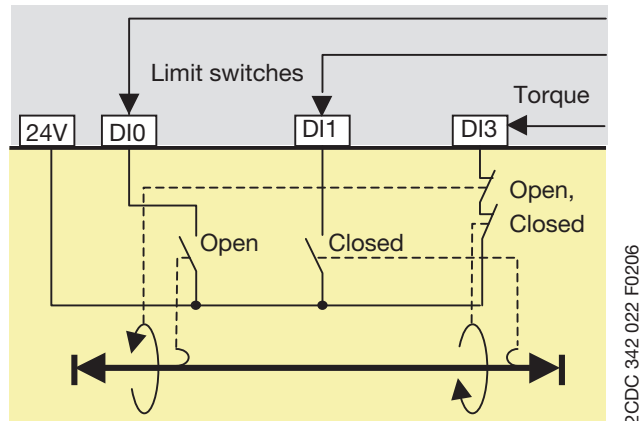 Limit switches
Torque
24V
DI0
DI1
DI3
Open
Closed
Open,
Closed
2CDC 342 022 F0206